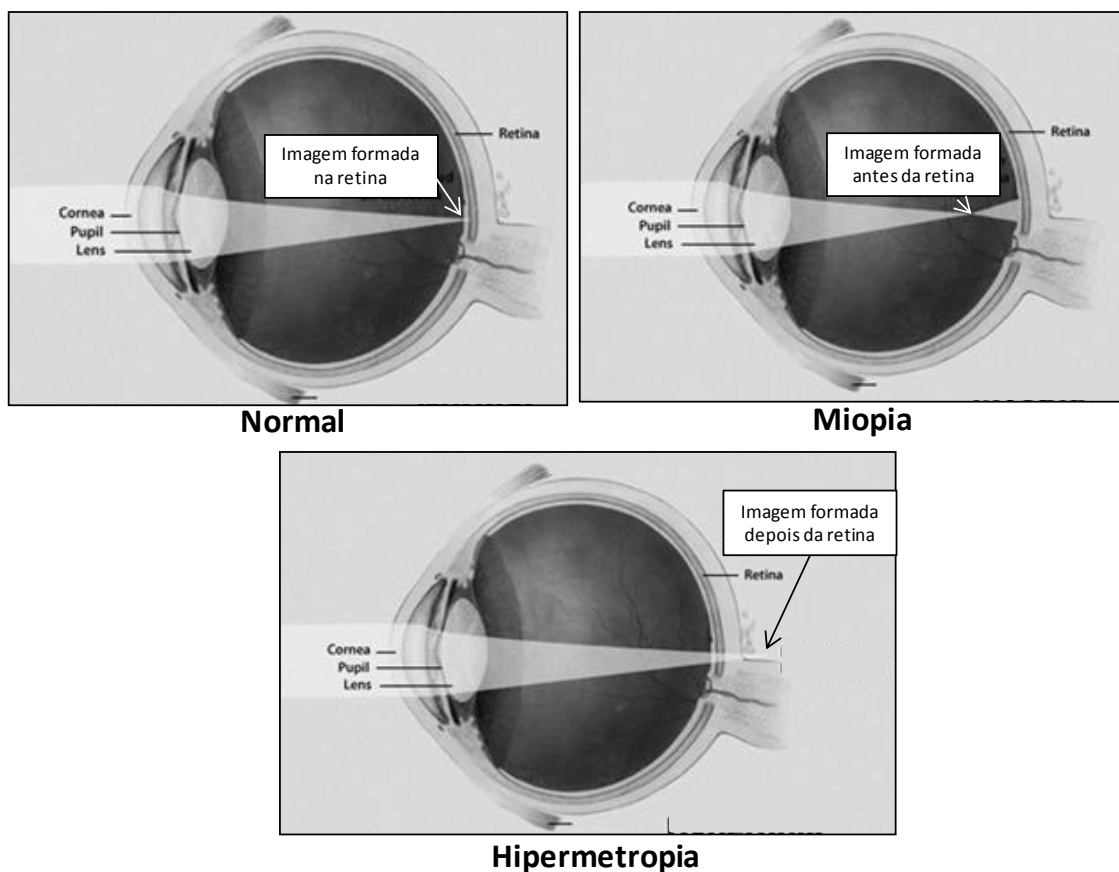 Imagem formada
na retina
Retina
Cornea
Pupil
Lens
Normal
Imagem formada
antes da retina
Retina
Cornea
Pupil
Lens
Miopia
Imagem formada
depois da retina
Retina
Cornea
Pupil
Lens
Hipermetropia